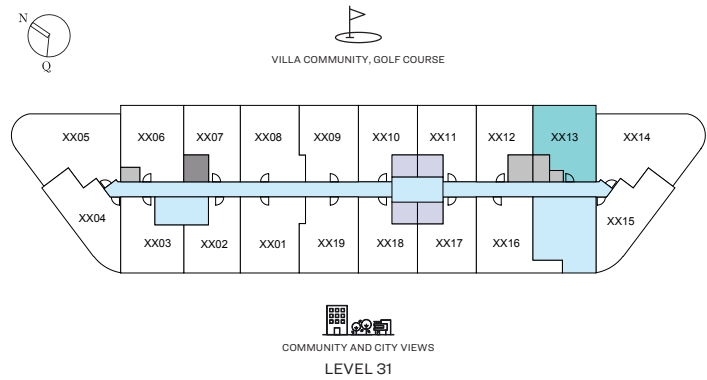 N
Q
VILLA COMMUNITY, GOLF COURSE
XX05 XX06 XX07 XX08 XX09 XX10 XX11 XX12 XX13 XX14
XX04 XX03 XX02 XX01 XX19 XX18 XX17 XX16 XX15
COMMUNITY AND CITY VIEWS
LEVEL 31